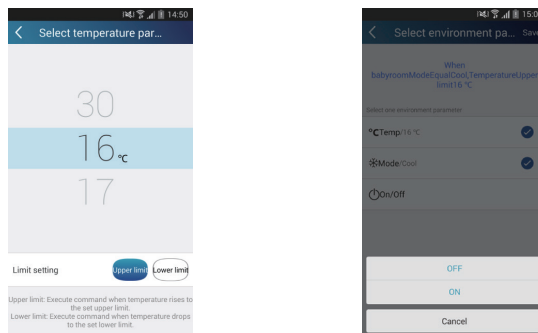 14:50
Select temperature par...
30
16 °C
17
Limit setting
Upper limit
Lower limit
Upper limit: Execute command when temperature rises to
the set upper limit.
Lower limit: Execute command when temperature drops
to the set lower limit.
Select environment pa... Save
When
babyroomModeEqualCool,TemperatureUpper
limit16 °C
Select one environment parameter
°CTemp/16 °C
Mode/Cool
On/Off
OFF
ON
Cancel